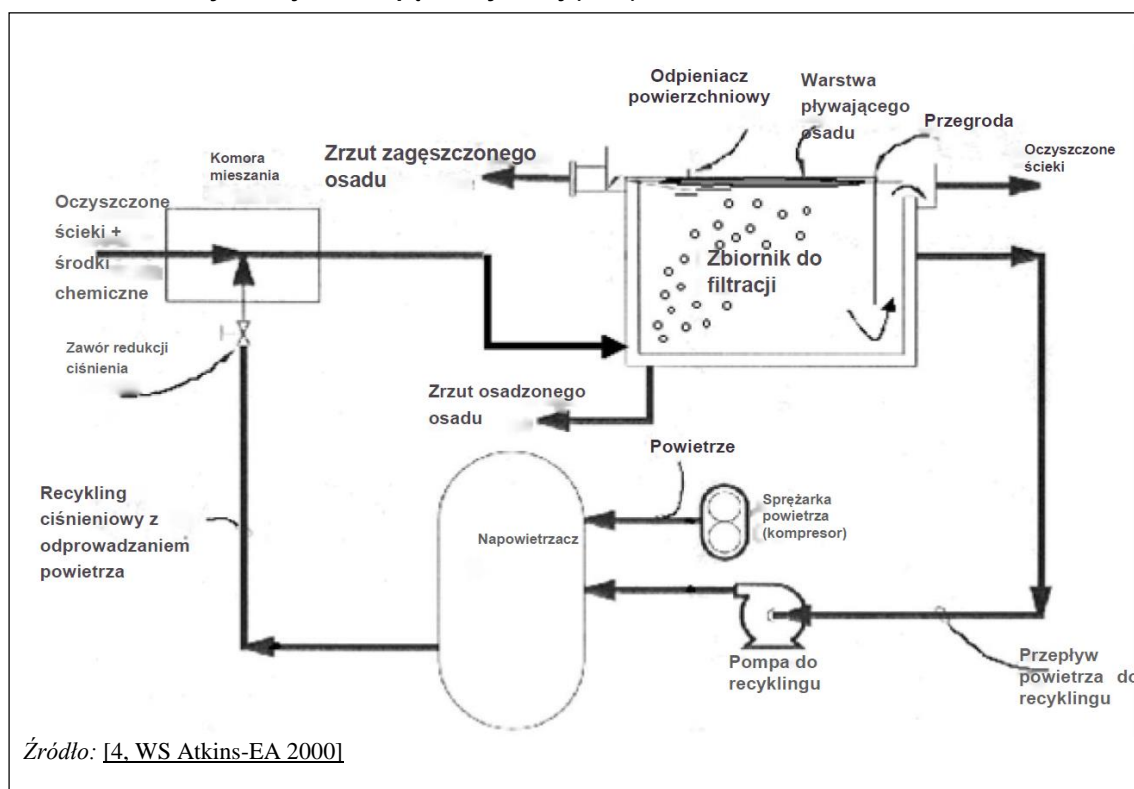 Odpieniacz
powierzchniowy
Warstwa
pływającego
osadu
Przegroda
Oczyszczone
ścieki
Komora
mieszania
Zrzut zagęszczonego
osadu
Oczyszczone
ścieki +
środki
chemiczne
Zbiornik do
filtracji
Zawór redukcji
ciśnienia
Zrzut osadzonego
osadu
Powietrze
Recykling
ciśnieniowy z
odprowadzaniem
powietrza
Napowietrzacz
Sprężarka
powietrza
(kompresor)
Pompa do
recyklingu
Przepływ
powietrza do
recyklingu
Źródło: [4, WS Atkins-EA 2000]